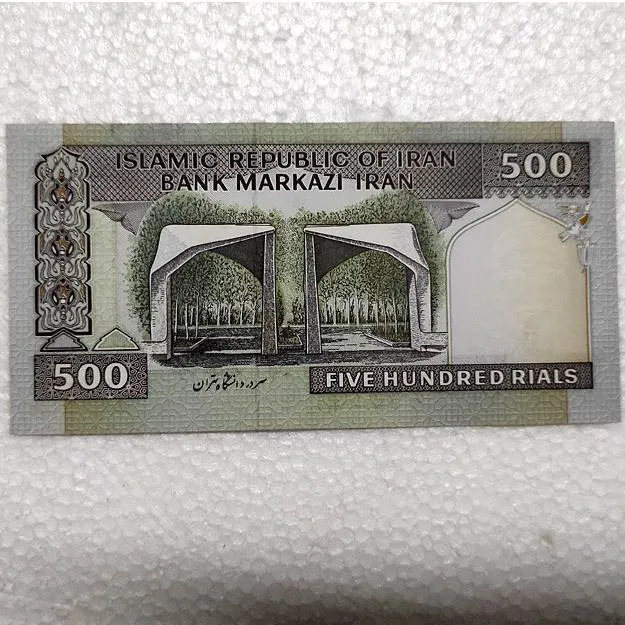 ISLAMIC REPUBLIC OF IRAN
BANK MARKAZI IRAN
500
500
سردر دانشگاه تهران
FIVE HUNDRED RIALS